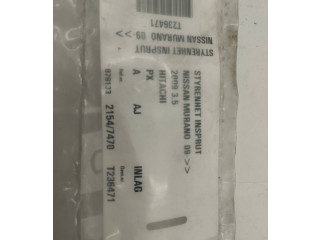 STYRENHET INSPRUT
NISSAN MURANO 09->>
T236471
STYRENHET INSPRUT
NISSAN MURANO 09->>
2009 3.5
HITACHI
PX
A AJ INLAG
2154/7470 T236471